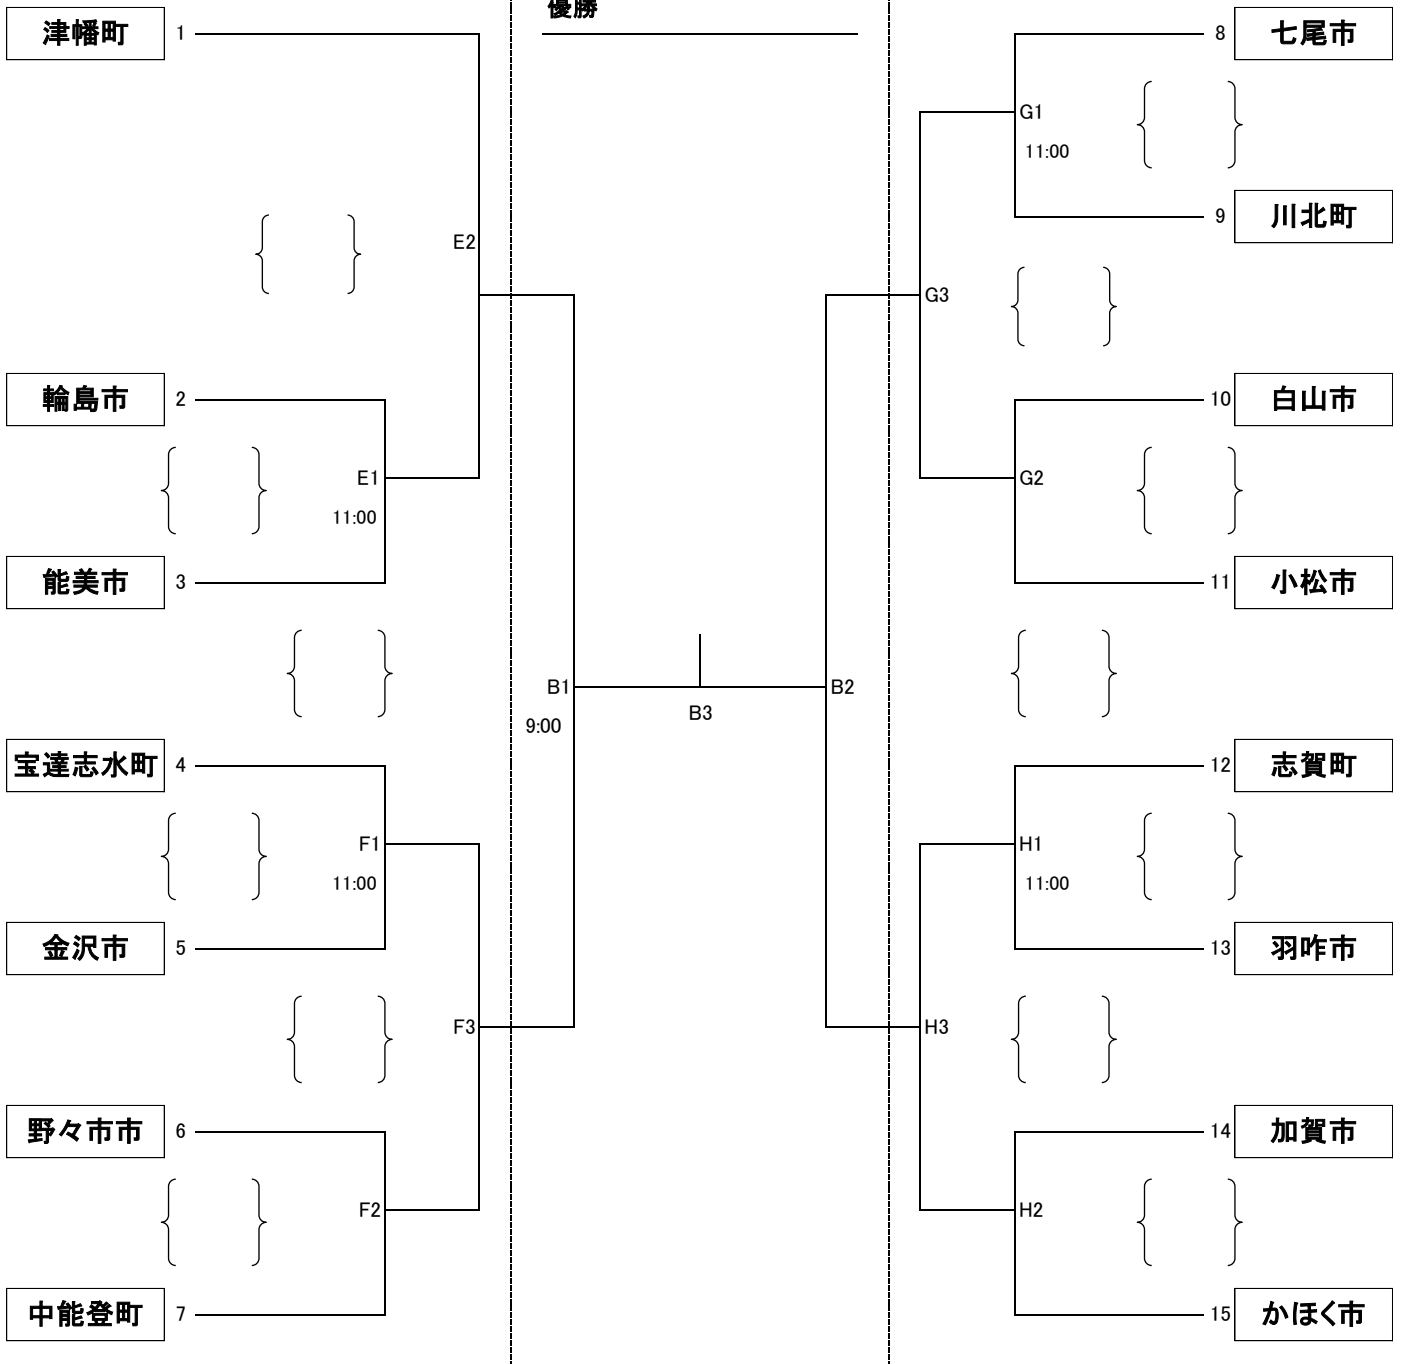 優勝
津幡町 1
E2
輪島市 2
E1
11:00
能美市 3
宝達志水町 4
F1
11:00
金沢市 5
F3
野々市市 6
F2
中能登町 7
B1
9:00
B3
B2
8 七尾市
G1
11:00
9 川北町
G3
10 白山市
G2
11 小松市
12 志賀町
H1
11:00
13 羽咋市
H3
14 加賀市
H2
15 かほく市